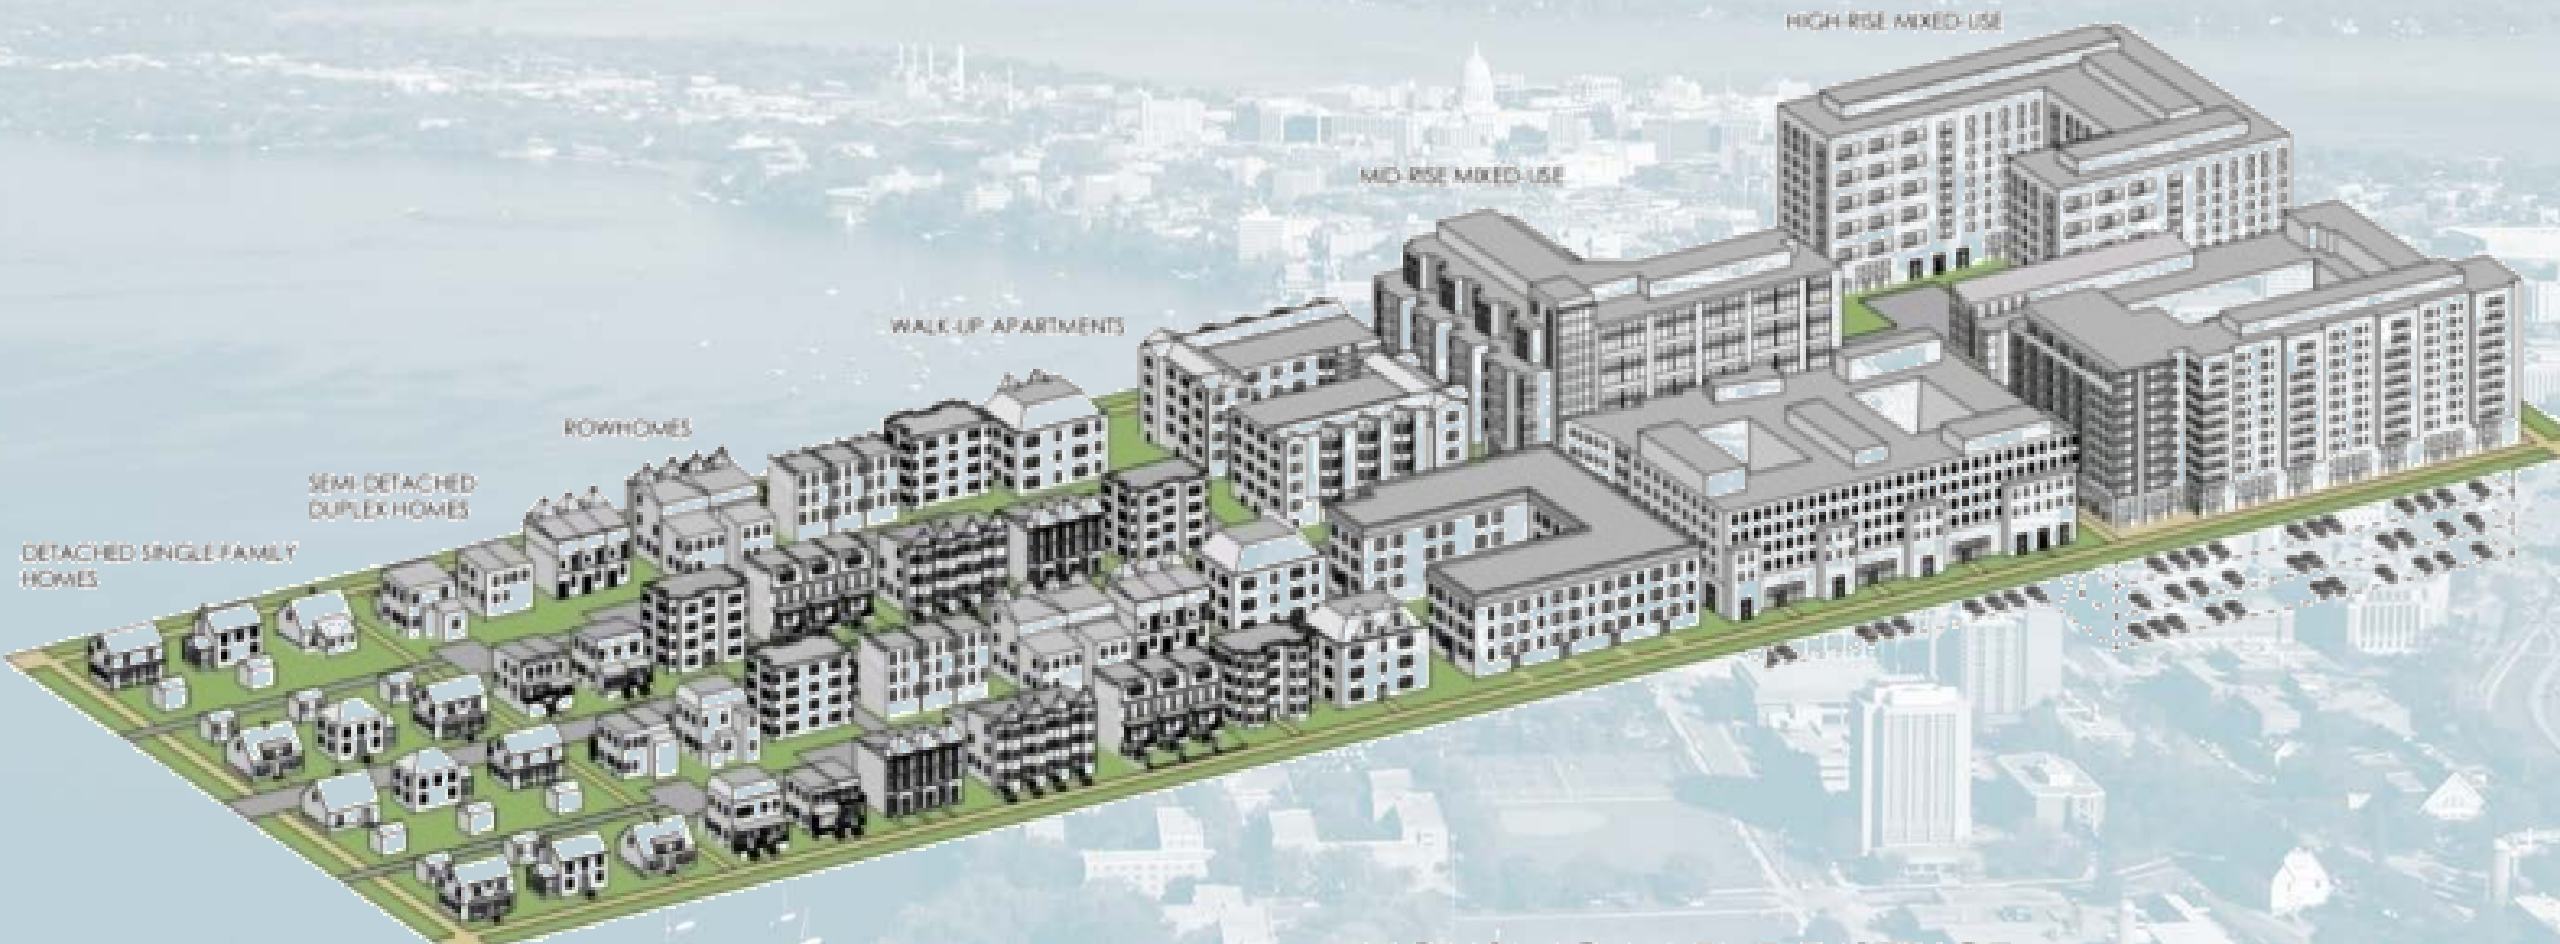 DETACHED SINGLE-FAMILY
HOMES
SEMI-DETACHED
DUPLEX HOMES
ROWHOMES
WALK-UP APARTMENTS
MID-RISE MIXED-USE
HIGH-RISE MIXED-USE